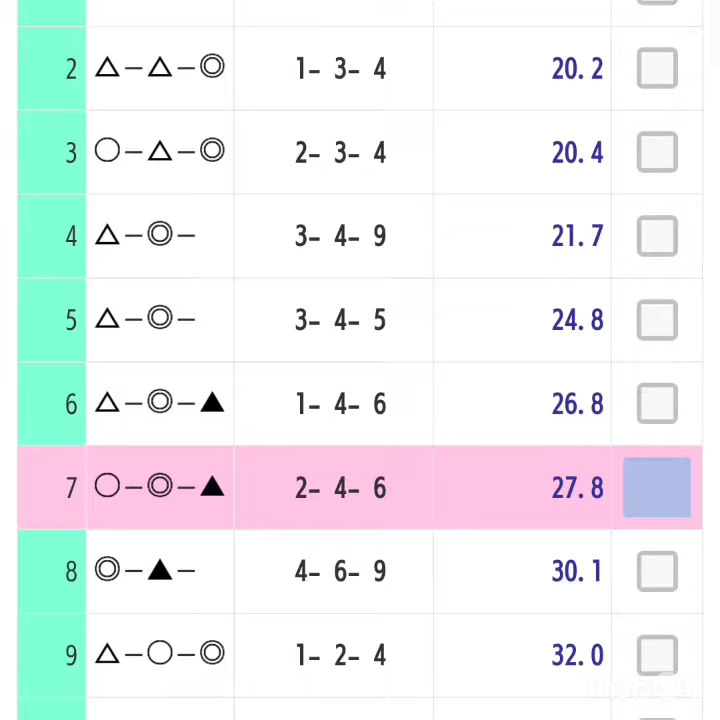 2 △－△－◎ 1- 3- 4 20.2
3 ○－△－◎ 2- 3- 4 20.4
4 △－◎－ 3- 4- 9 21.7
5 △－◎－ 3- 4- 5 24.8
6 △－◎－▲ 1- 4- 6 26.8
7 ○－◎－▲ 2- 4- 6 27.8
8 ◎－▲－ 4- 6- 9 30.1
9 △－○－◎ 1- 2- 4 32.0